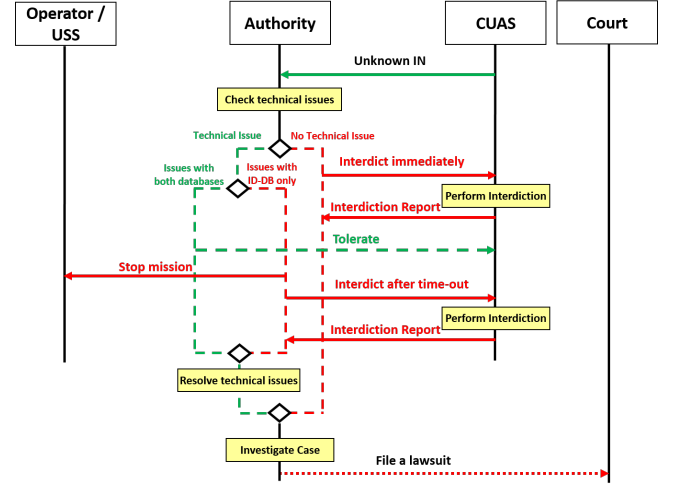 Operator /
USS
Authority
CUAS
Court
Unknown IN
Check technical issues
Technical Issue
No Technical Issue
Issues with
both databases
Issues with
ID-DB only
Interdict immediately
Perform Interdiction
Interdiction Report
Tolerate
Stop mission
Interdict after time-out
Perform Interdiction
Interdiction Report
Resolve technical issues
Investigate Case
File a lawsuit